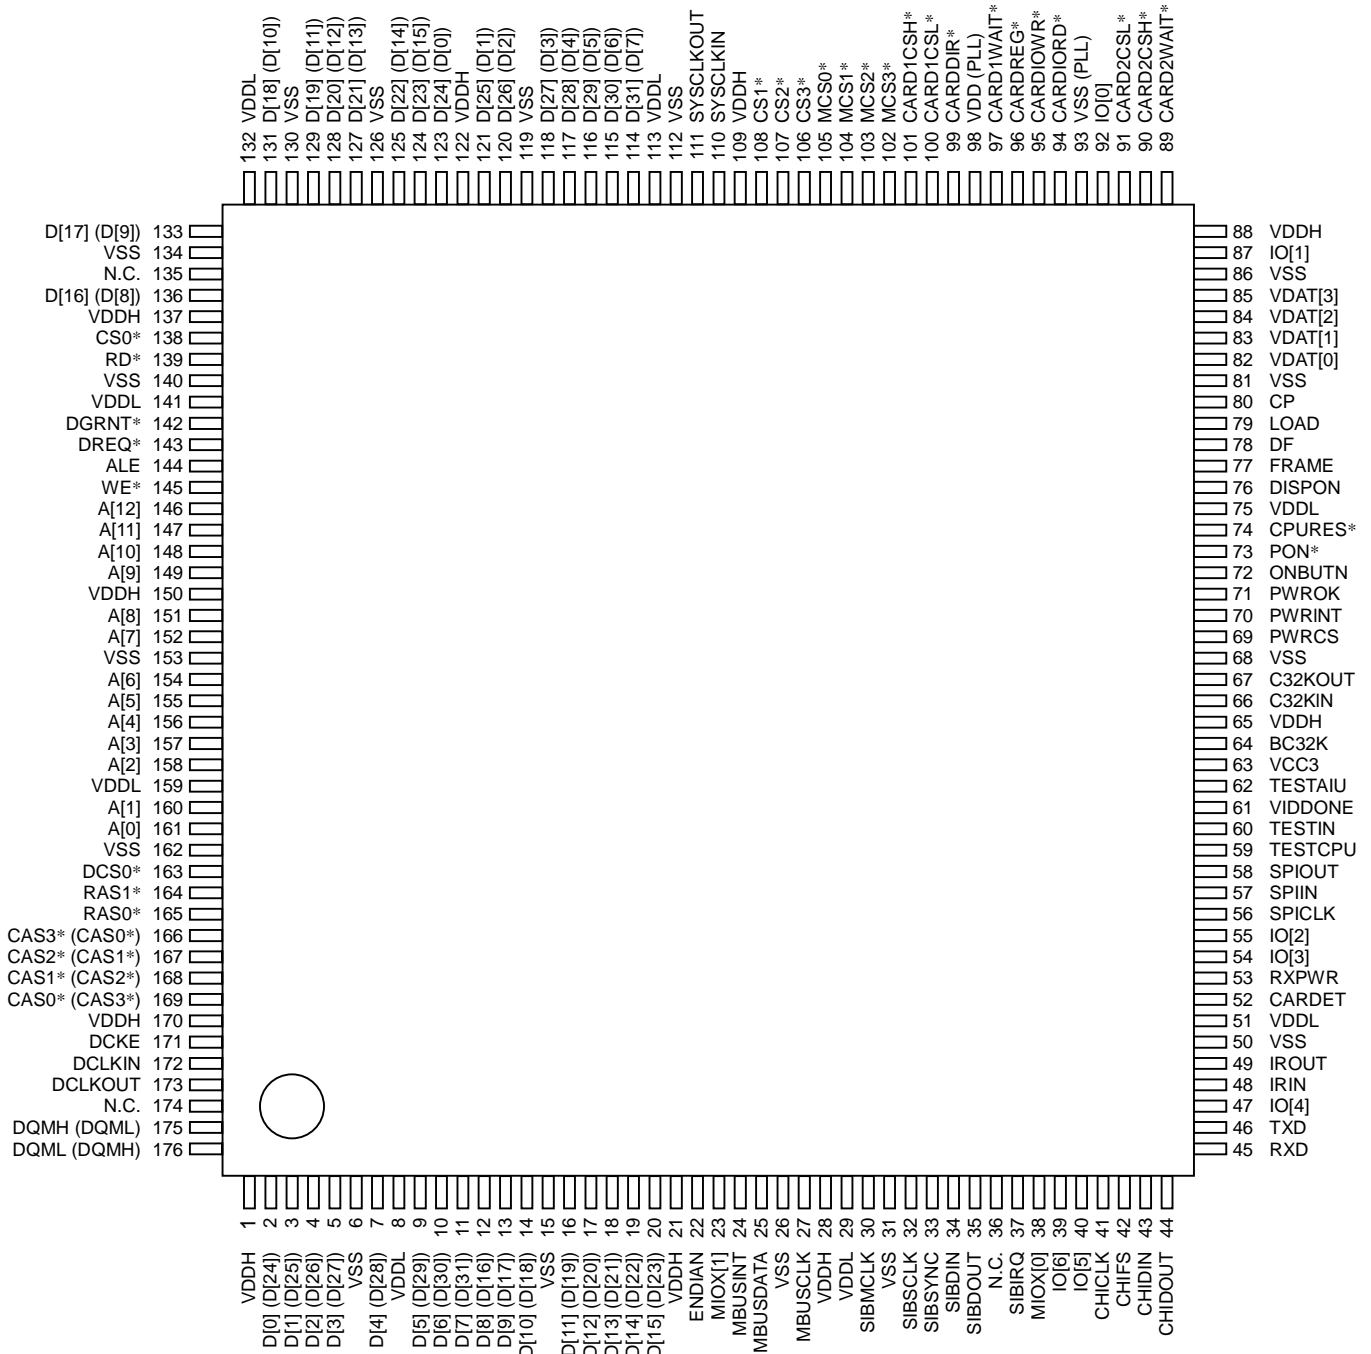 132 VDDL
131 D[18] (D[10])
130 VSS
129 D[19] (D[11])
128 D[20] (D[12])
127 D[21] (D[13])
126 VSS
125 D[22] (D[14])
124 D[23] (D[15])
123 D[24] (D[0])
122 VDDH
121 D[25] (D[1])
120 D[26] (D[2])
119 VSS
118 D[27] (D[3])
117 D[28] (D[4])
116 D[29] (D[5])
115 D[30] (D[6])
114 D[31] (D[7])
113 VDDL
112 VSS
111 SYSCLKOUT
110 SYSCLKIN
109 VDDH
108 CS1*
107 CS2*
106 CS3*
105 MCS0*
104 MCS1*
103 MCS2*
102 MCS3*
101 CARD1CSH*
100 CARD1CSL*
99 CARDDIR*
98 VDD (PLL)
97 CARD1WAIT*
96 CARDREG*
95 CARDIOWR*
94 CARDIORD*
93 VSS (PLL)
92 IO[0]
91 CARD2CSL*
90 CARD2CSH*
89 CARD2WAIT*
D[17] (D[9]) 133
VSS 134
N.C. 135
D[16] (D[8]) 136
VDDH 137
CS0* 138
RD* 139
VSS 140
VDDL 141
DGRNT* 142
DREQ* 143
ALE 144
WE* 145
A[12] 146
A[11] 147
A[10] 148
A[9] 149
VDDH 150
A[8] 151
A[7] 152
VSS 153
A[6] 154
A[5] 155
A[4] 156
A[3] 157
A[2] 158
VDDL 159
A[1] 160
A[0] 161
VSS 162
DCS0* 163
RAS1* 164
RAS0* 165
CAS3* (CAS0*) 166
CAS2* (CAS1*) 167
CAS1* (CAS2*) 168
CAS0* (CAS3*) 169
VDDH 170
DCKE 171
DCLKIN 172
DCLKOUT 173
N.C. 174
DQMH (DQML) 175
DQML (DQMH) 176
88 VDDH
87 IO[1]
86 VSS
85 VDAT[3]
84 VDAT[2]
83 VDAT[1]
82 VDAT[0]
81 VSS
80 CP
79 LOAD
78 DF
77 FRAME
76 DISPON
75 VDDL
74 CPURES*
73 PON*
72 ONBUTN
71 PWROK
70 PWRINT
69 PWRCS
68 VSS
67 C32KOUT
66 C32KIN
65 VDDH
64 BC32K
63 VCC3
62 TESTAIU
61 VIDDONE
60 TESTIN
59 TESTCPU
58 SPIOUT
57 SPIIN
56 SPICLK
55 IO[2]
54 IO[3]
53 RXPWR
52 CARDET
51 VDDL
50 VSS
49 IROUT
48 IRIN
47 IO[4]
46 TXD
45 RXD
VDDH 1
D[0] (D[24]) 2
D[1] (D[25]) 3
D[2] (D[26]) 4
D[3] (D[27]) 5
VSS 6
D[4] (D[28]) 7
VDDL 8
D[5] (D[29]) 9
D[6] (D[30]) 10
D[7] (D[31]) 11
D[8] (D[16]) 12
D[9] (D[17]) 13
D[10] (D[18]) 14
VSS 15
D[11] (D[19]) 16
D[12] (D[20]) 17
D[13] (D[21]) 18
D[14] (D[22]) 19
D[15] (D[23]) 20
VDDH 21
ENDIAN 22
MIOX[1] 23
MBUSINT 24
MBUSDATA 25
VSS 26
MBUSCLK 27
VDDH 28
VDDL 29
SIBMCLK 30
VSS 31
SIBSCLK 32
SIBSYNC 33
SIBDIN 34
SIBDOUT 35
N.C. 36
SIBIRQ 37
MIOX[0] 38
IO[6] 39
IO[5] 40
CHICLK 41
CHIFS 42
CHIDIN 43
CHIDOUT 44